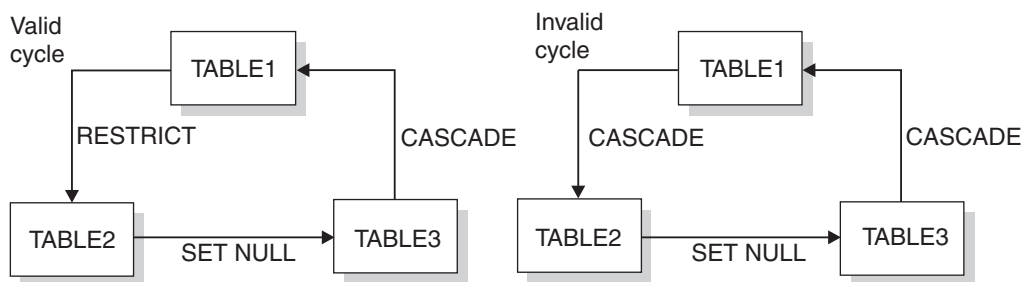 Valid
cycle
TABLE1
RESTRICT
CASCADE
TABLE2
SET NULL
TABLE3
Invalid
cycle
TABLE1
CASCADE
CASCADE
TABLE2
SET NULL
TABLE3